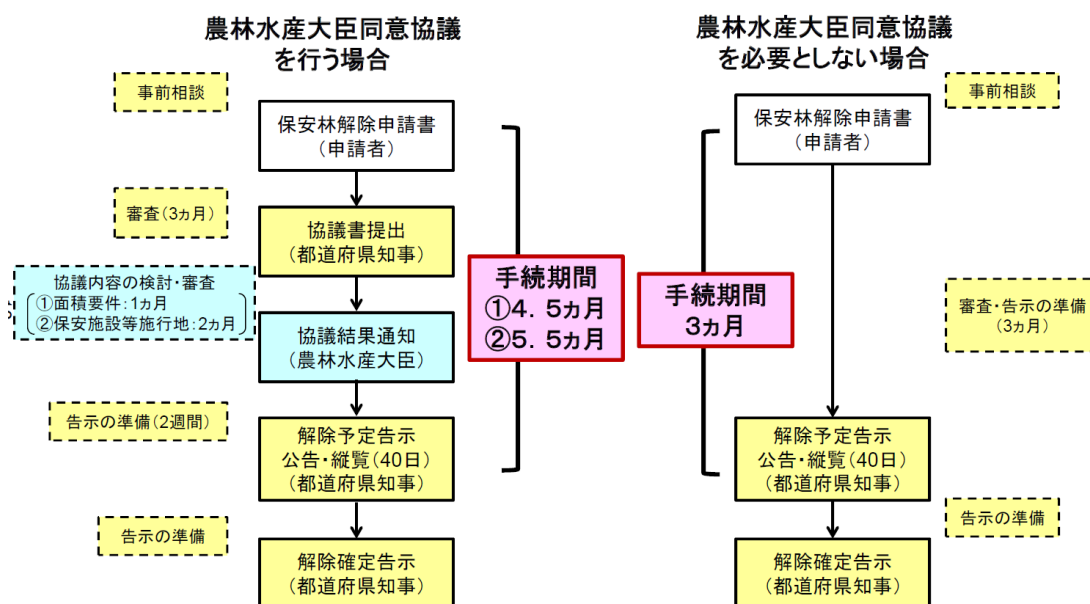 農林水産大臣同意協議
を行う場合
事前相談
保安林解除申請書
(申請者)
審査(3ヵ月)
協議書提出
(都道府県知事)
協議内容の検討・審査
①面積要件:1ヵ月
②保安施設等施行地:2ヵ月
協議結果通知
(農林水産大臣)
告示の準備(2週間)
解除予定告示
公告・縦覧(40日)
(都道府県知事)
告示の準備
解除確定告示
(都道府県知事)
手続期間
①4.5ヵ月
②5.5ヵ月
農林水産大臣同意協議
を必要としない場合
事前相談
保安林解除申請書
(申請者)
手続期間
3ヵ月
審査・告示の準備
(3ヵ月)
解除予定告示
公告・縦覧(40日)
(都道府県知事)
告示の準備
解除確定告示
(都道府県知事)